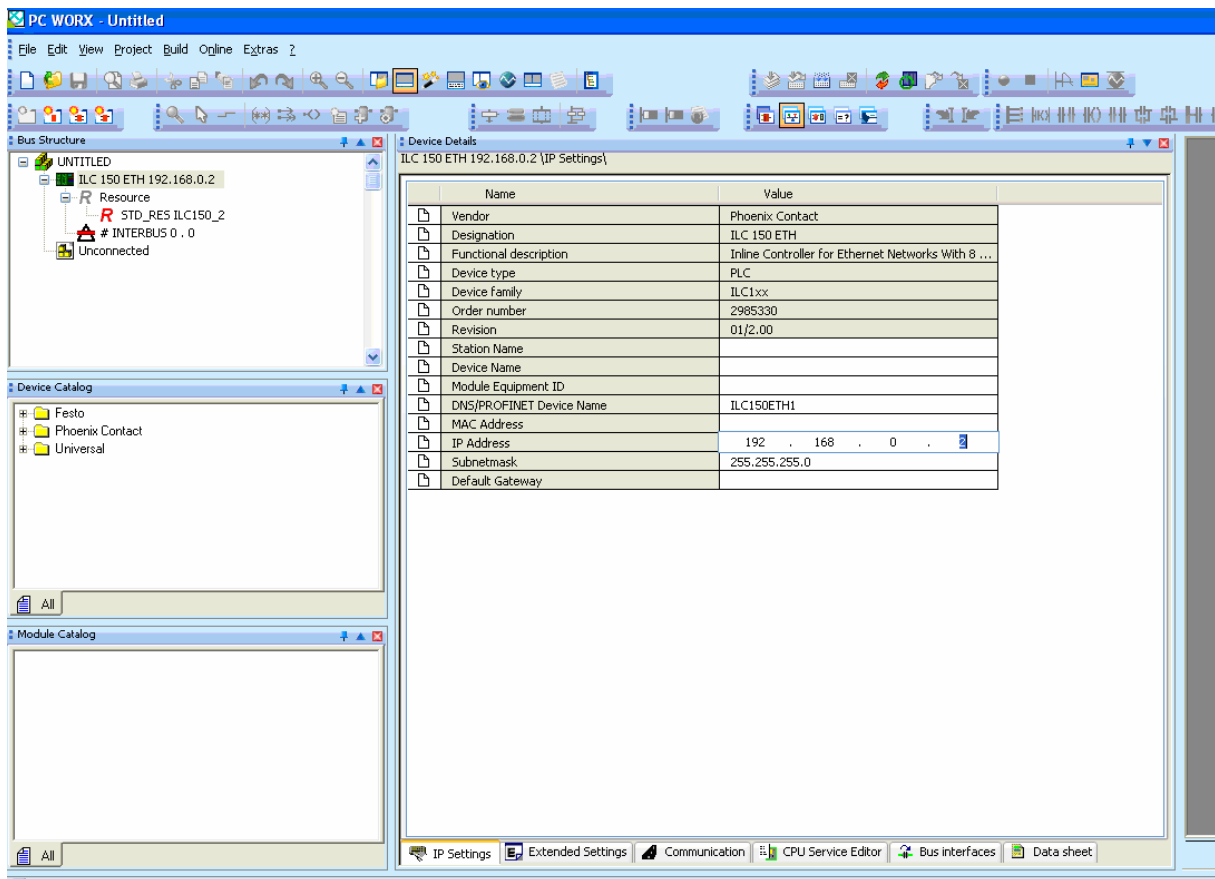 PC WORX - Untitled
File Edit View Project Build Online Extras ?
Bus Structure
UNTITLED
ILC 150 ETH 192.168.0.2
R Resource
R STD_RES ILC150_2
# INTERBUS 0 . 0
Unconnected
Device Catalog
Festo
Phoenix Contact
Universal
All
Module Catalog
All
Device Details
ILC 150 ETH 192.168.0.2 \IP Settings\
Name Value
Vendor Phoenix Contact
Designation ILC 150 ETH
Functional description Inline Controller for Ethernet Networks With 8 ...
Device type PLC
Device family ILC1xx
Order number 2985330
Revision 01/2.00
Station Name
Device Name
Module Equipment ID
DNS/PROFINET Device Name ILC150ETH1
MAC Address
IP Address 192 . 168 . 0 . 2
Subnetmask 255.255.255.0
Default Gateway
IP Settings Extended Settings Communication CPU Service Editor Bus interfaces Data sheet